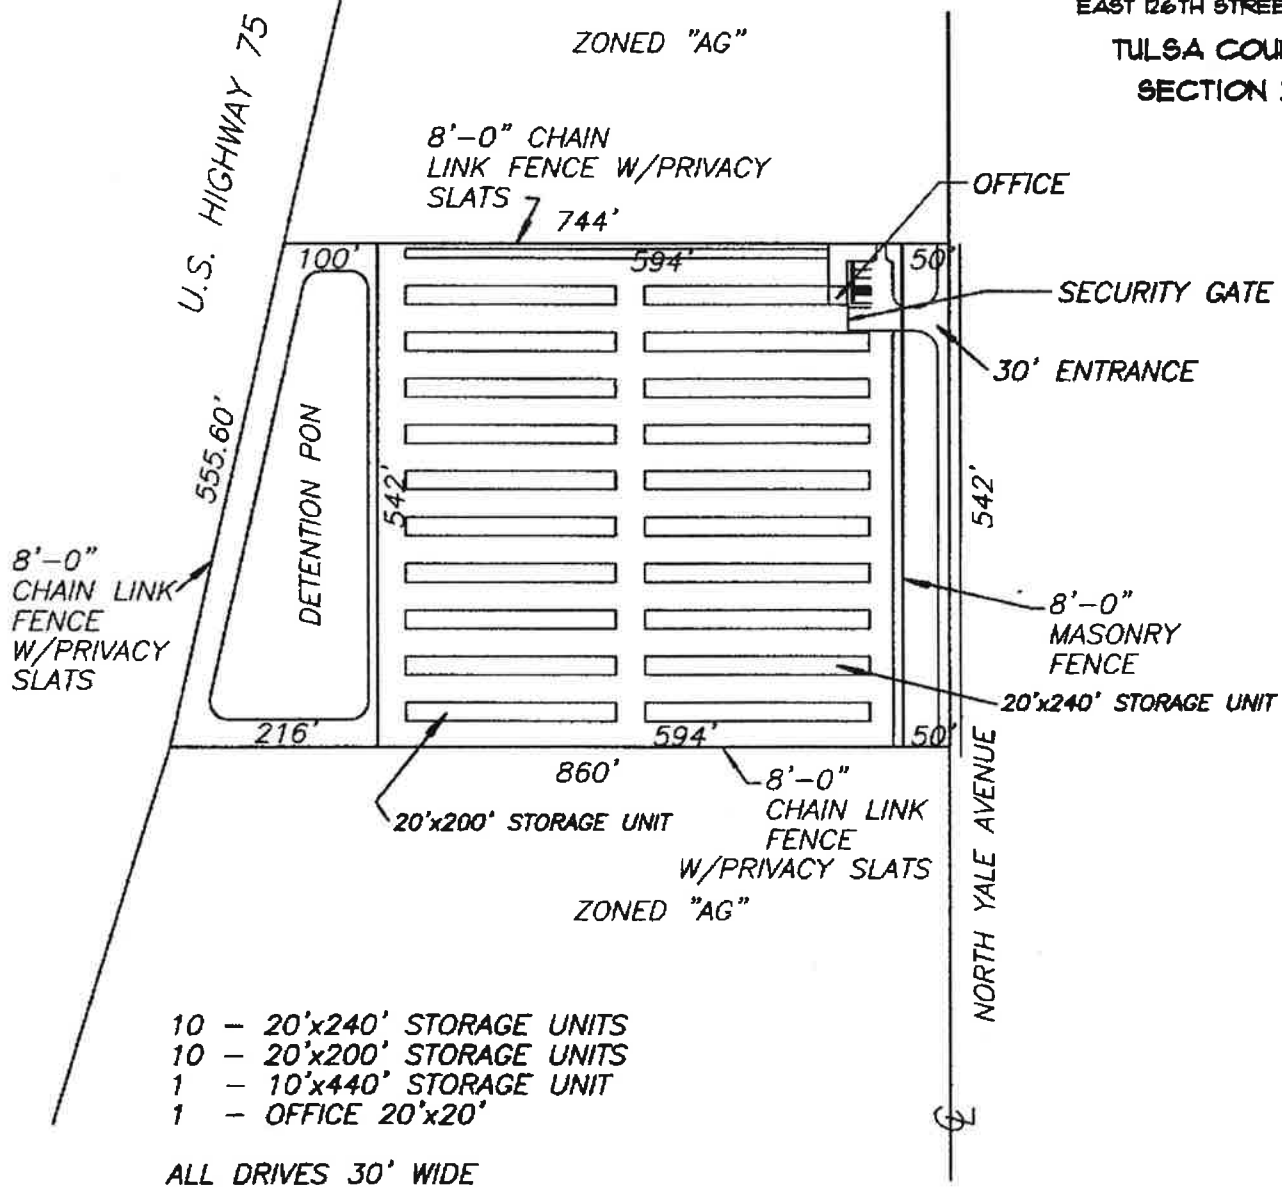 EAST 126TH STREE
TULSA COU
SECTION
ZONED "AG"
U.S. HIGHWAY 75
8'-0" CHAIN
LINK FENCE W/PRIVACY
SLATS
744'
OFFICE
100'
594'
50'
SECURITY GATE
30' ENTRANCE
555.60'
DETENTION PON
542'
542'
8'-0"
CHAIN LINK
FENCE
W/PRIVACY
SLATS
8'-0"
MASONRY
FENCE
20'x240' STORAGE UNIT
216'
594'
50'
860'
20'x200' STORAGE UNIT
8'-0"
CHAIN LINK
FENCE
W/PRIVACY SLATS
NORTH YALE AVENUE
ZONED "AG"
10 - 20'x240' STORAGE UNITS
10 - 20'x200' STORAGE UNITS
1 - 10'x440' STORAGE UNIT
1 - OFFICE 20'x20'
ALL DRIVES 30' WIDE